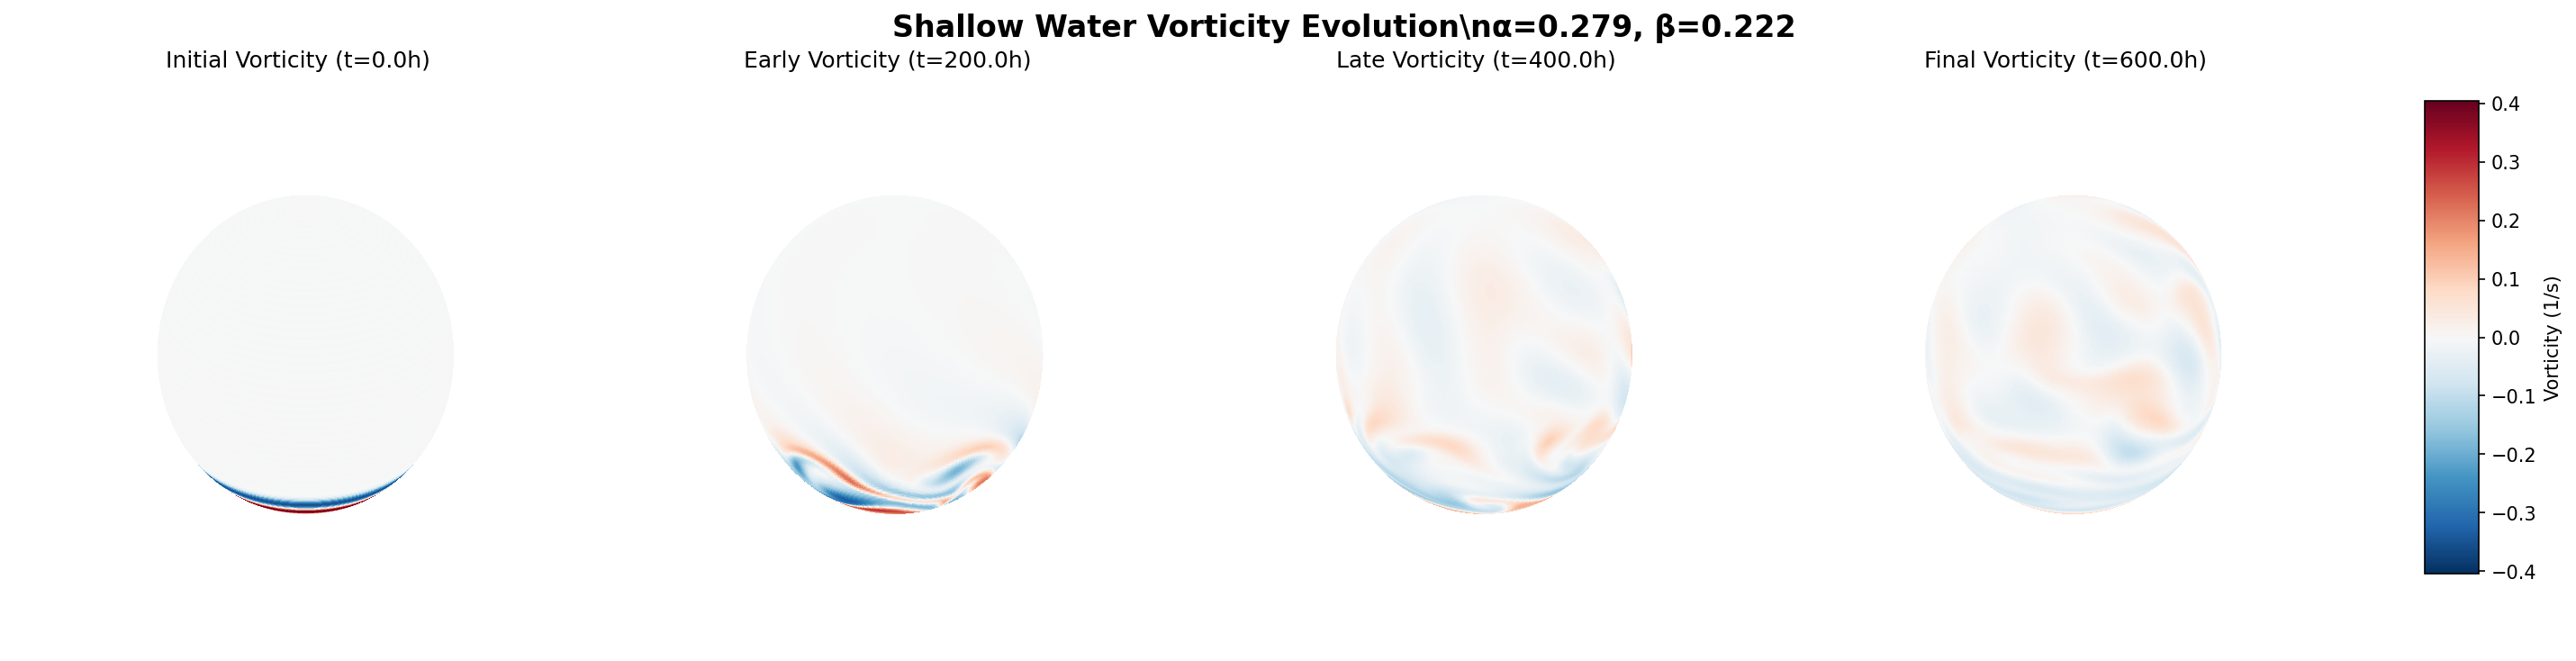 Shallow Water Vorticity Evolution\nα=0.279, β=0.222
Initial Vorticity (t=0.0h)
Early Vorticity (t=200.0h)
Late Vorticity (t=400.0h)
Final Vorticity (t=600.0h)
0.4
0.3
0.2
0.1
0.0
−0.1
−0.2
−0.3
−0.4
Vorticity (1/s)